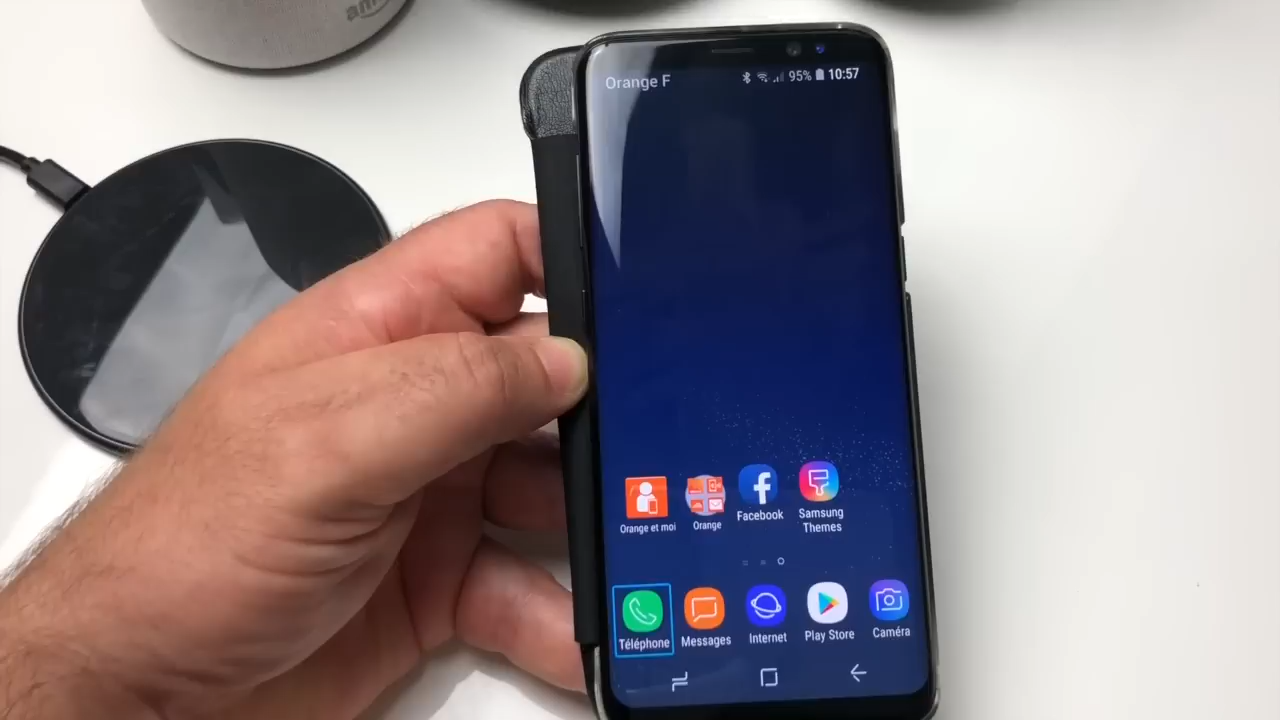 Orange F
95% 10:57
Orange et moi
Orange
Facebook
Samsung
Themes
Téléphone
Messages
Internet
Play Store
Caméra